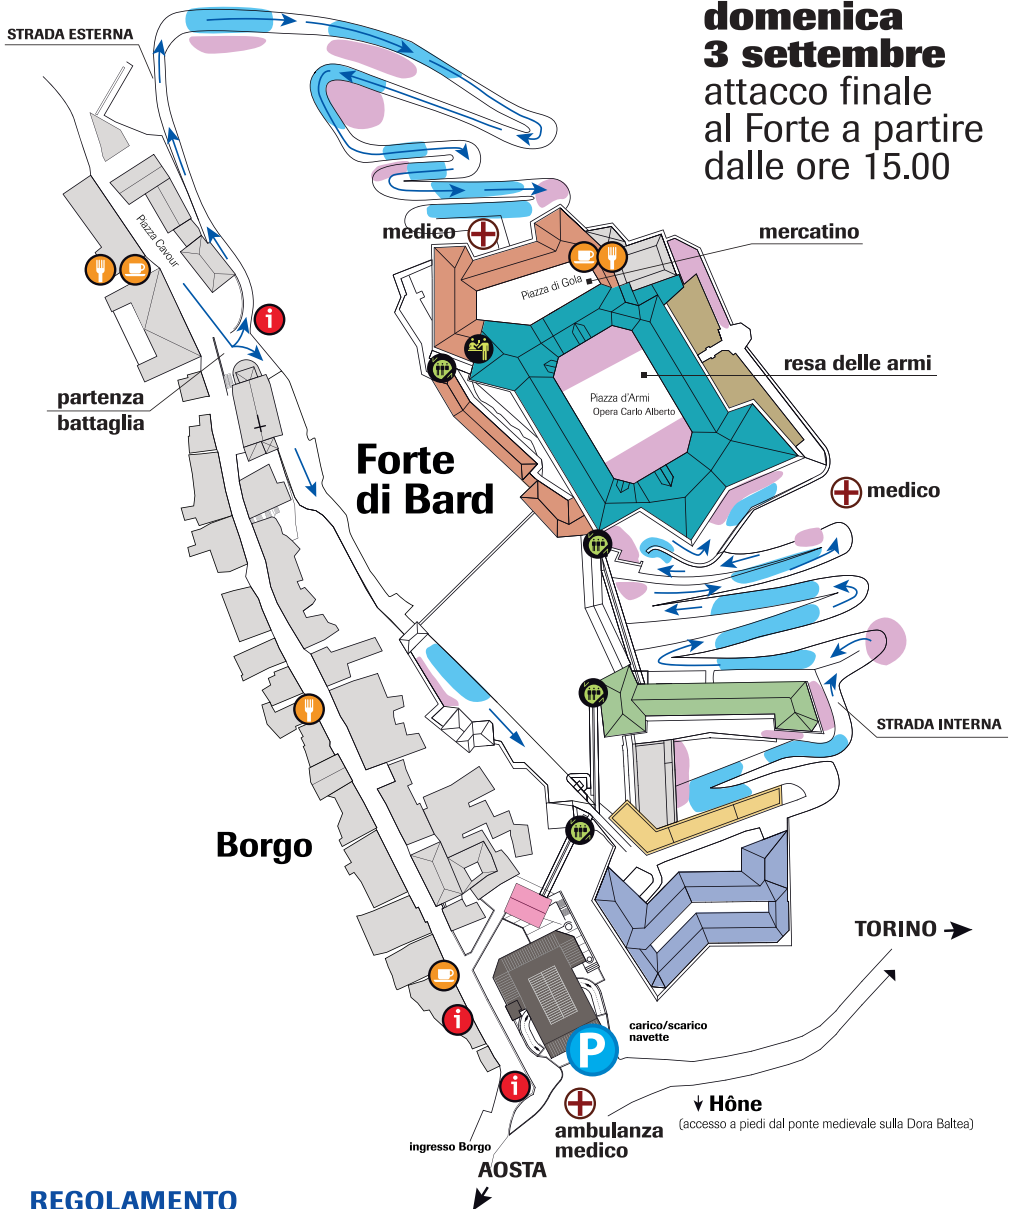 domenica
3 settembre
attacco finale
al Forte a partire
dalle ore 15.00
STRADA ESTERNA
Piazza Cavour
medico
mercatino
Piazza di Gola
i
resa delle armi
partenza
battaglia
Piazza d'Armi
Opera Carlo Alberto
Forte
di Bard
medico
STRADA INTERNA
Borgo
TORINO
i
carico/scarico
navette
P
i
Hône
(accesso a piedi dal ponte medievale sulla Dora Baltea)
ambulanza
medico
ingresso Borgo
AOSTA
REGOLAMENTO